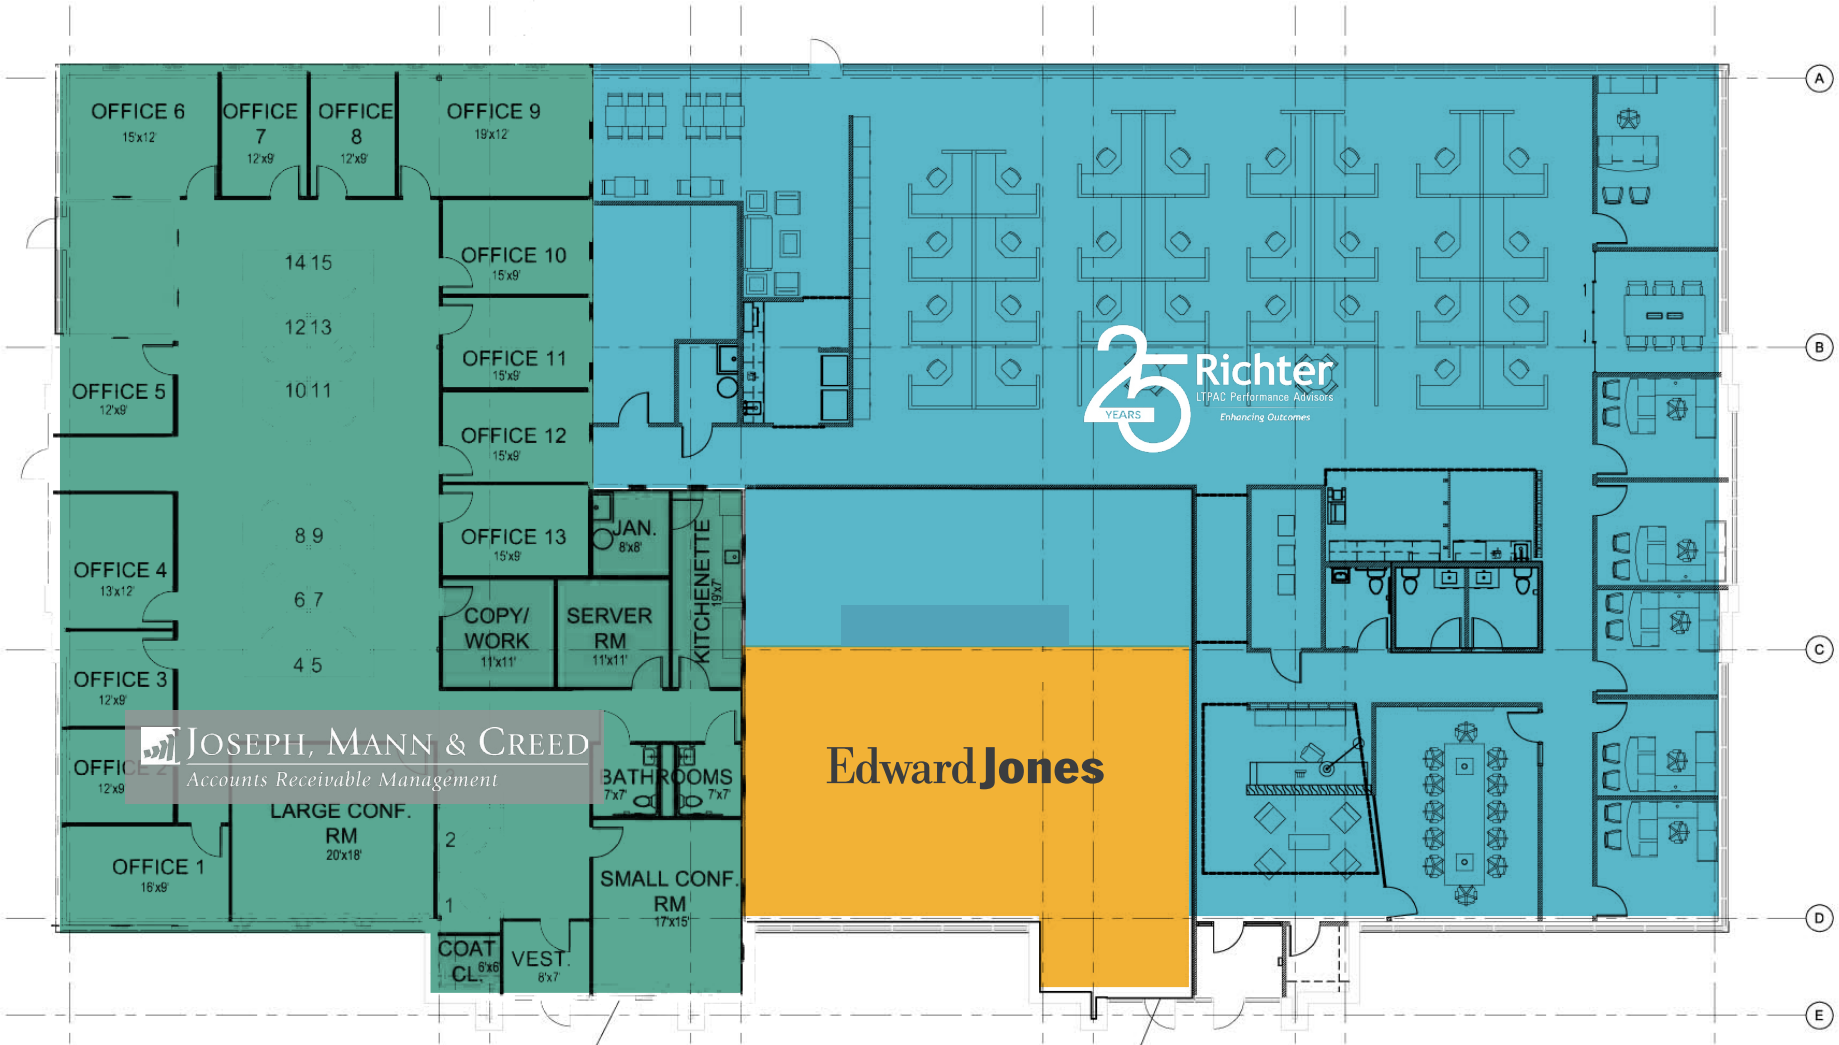 A
OFFICE 6
15'x12'
OFFICE
7
12'x9'
OFFICE
8
12'x9'
OFFICE 9
19'x12'
OFFICE 10
15'x9'
14 15
12 13
B
OFFICE 11
15'x9'
25
YEARS
Richter
LTPAC Performance Advisors
Enhancing Outcomes
OFFICE 5
12'x9'
10 11
OFFICE 12
15'x9'
8 9
OFFICE 13
15'x9'
JAN.
8'x8'
KITCHENETTE
19'x7'
OFFICE 4
13'x12'
6 7
COPY/
WORK
11'x11'
SERVER
RM
11'x11'
C
4 5
OFFICE 3
12'x9'
JOSEPH, MANN & CREED
Accounts Receivable Management
OFFICE 2
12'x9'
BATHROOMS
7'x7'
7'x7'
Edward Jones
LARGE CONF.
RM
20'x18'
2
OFFICE 1
16'x9'
SMALL CONF.
RM
17'x15'
1
D
COAT
CL.
6'x6'
VEST.
8'x7'
E